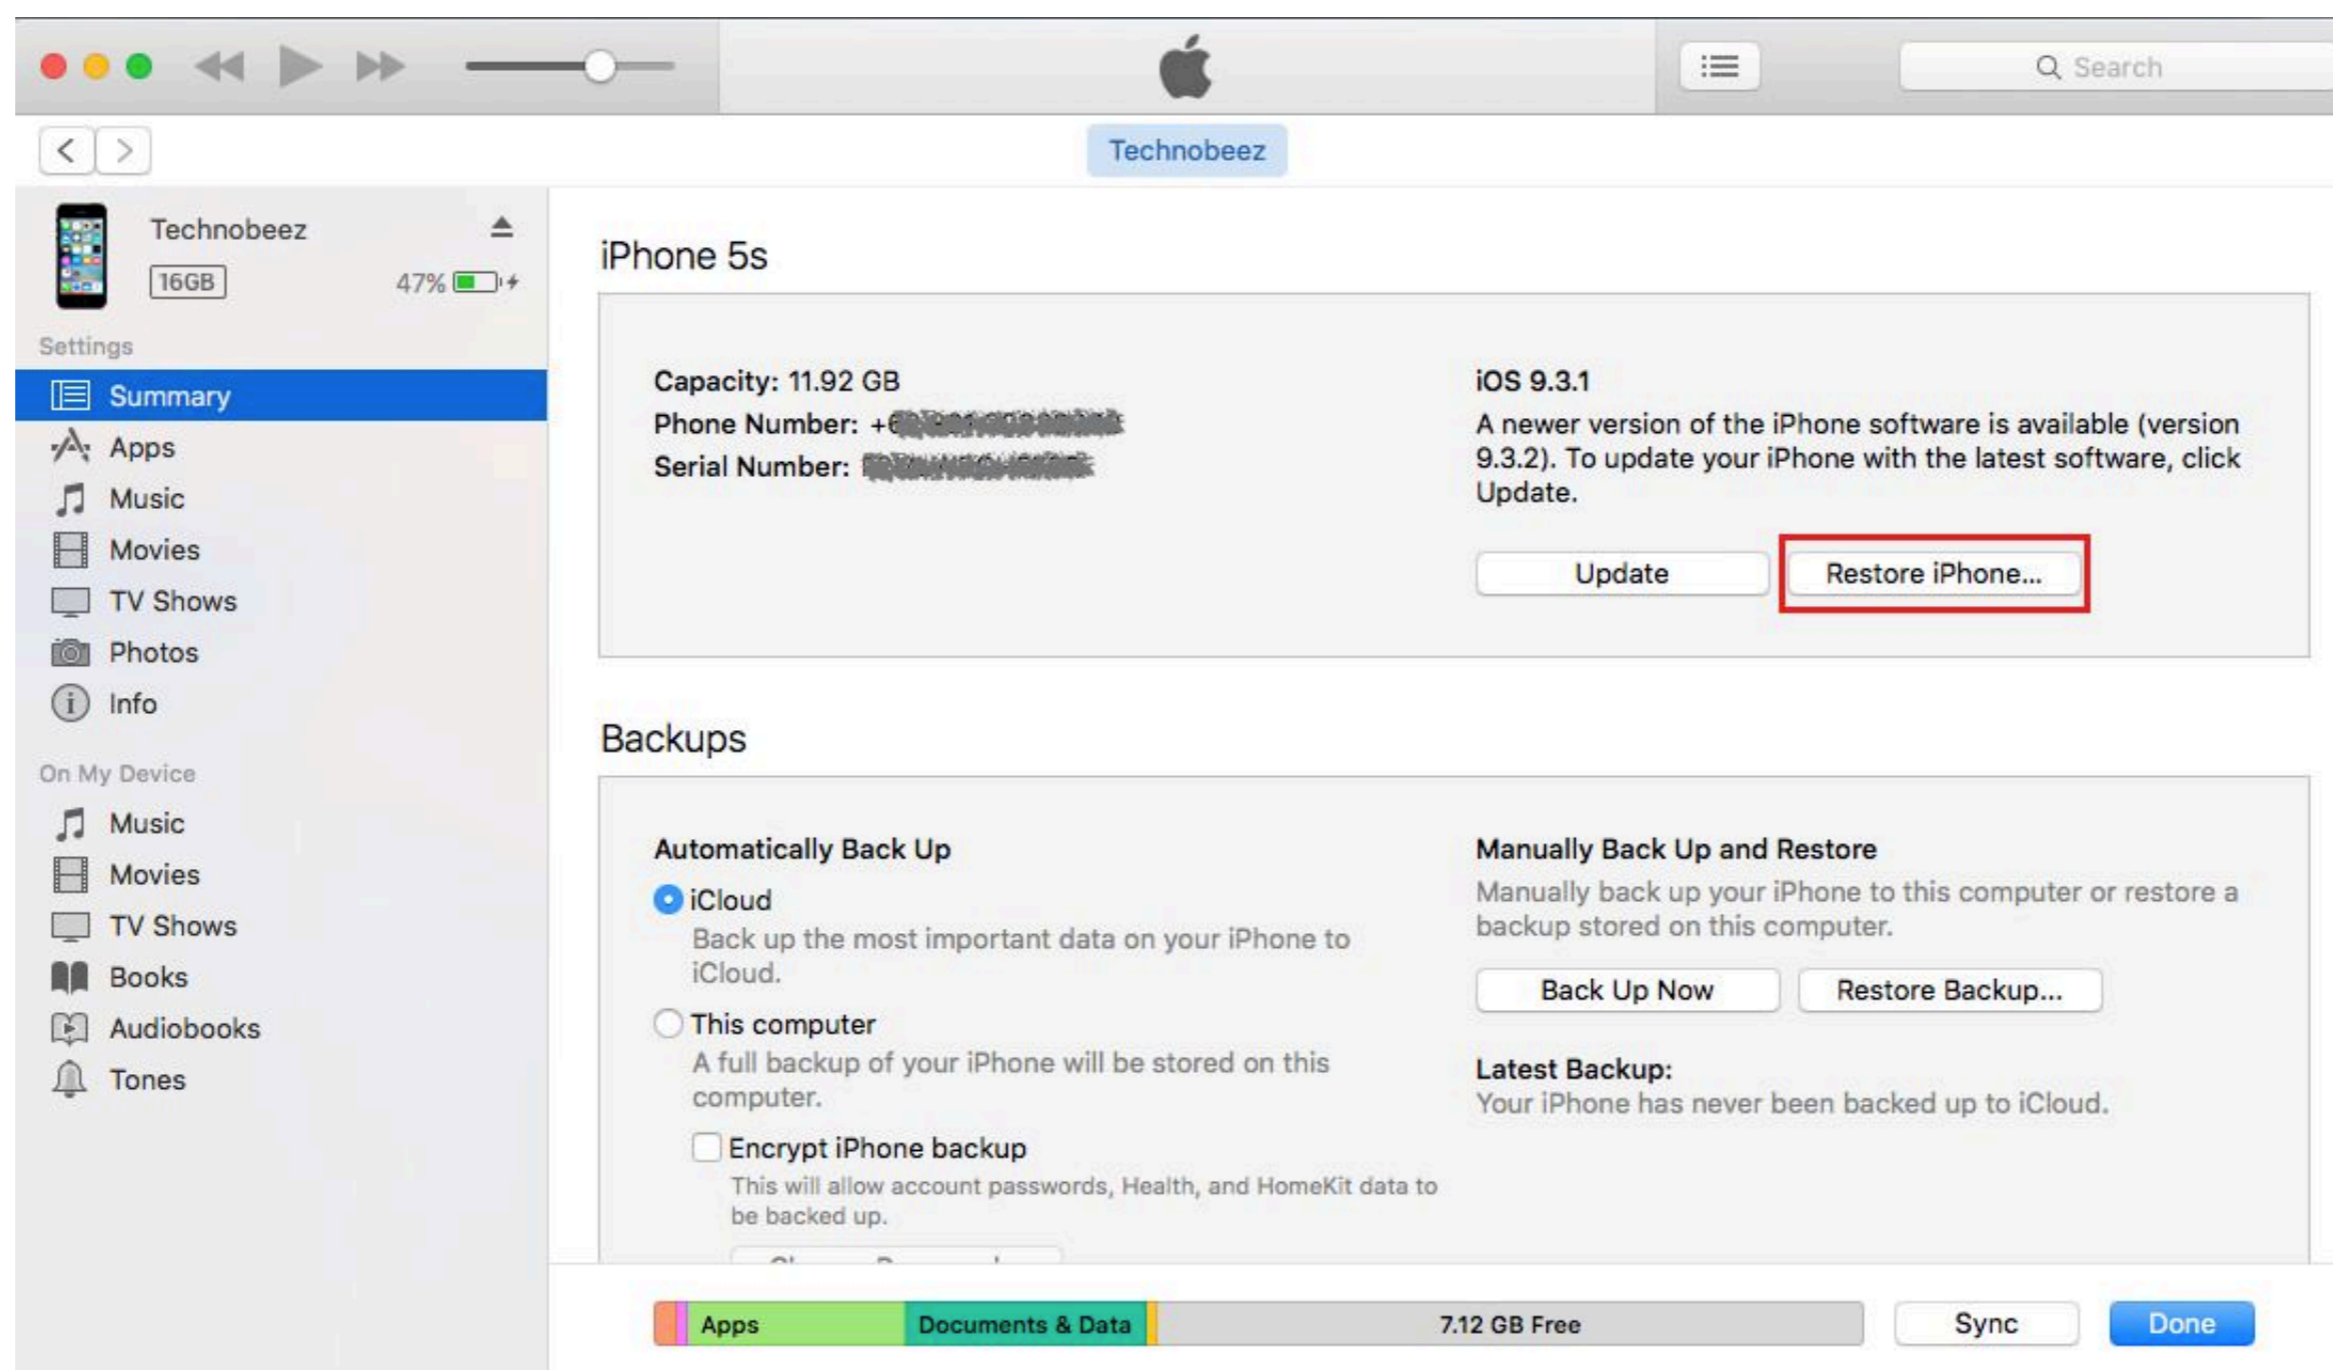 Search
Technobeez
Technobeez
16GB
47%
Settings
Summary
Apps
Music
Movies
TV Shows
Photos
Info
On My Device
Music
Movies
TV Shows
Books
Audiobooks
Tones
iPhone 5s
Capacity: 11.92 GB
Phone Number: +
Serial Number:
iOS 9.3.1
A newer version of the iPhone software is available (version
9.3.2). To update your iPhone with the latest software, click
Update.
Update
Restore iPhone...
Backups
Automatically Back Up
iCloud
Back up the most important data on your iPhone to
iCloud.
This computer
A full backup of your iPhone will be stored on this
computer.
Encrypt iPhone backup
This will allow account passwords, Health, and HomeKit data to
be backed up.
Manually Back Up and Restore
Manually back up your iPhone to this computer or restore a
backup stored on this computer.
Back Up Now
Restore Backup...
Latest Backup:
Your iPhone has never been backed up to iCloud.
Apps
Documents & Data
7.12 GB Free
Sync
Done